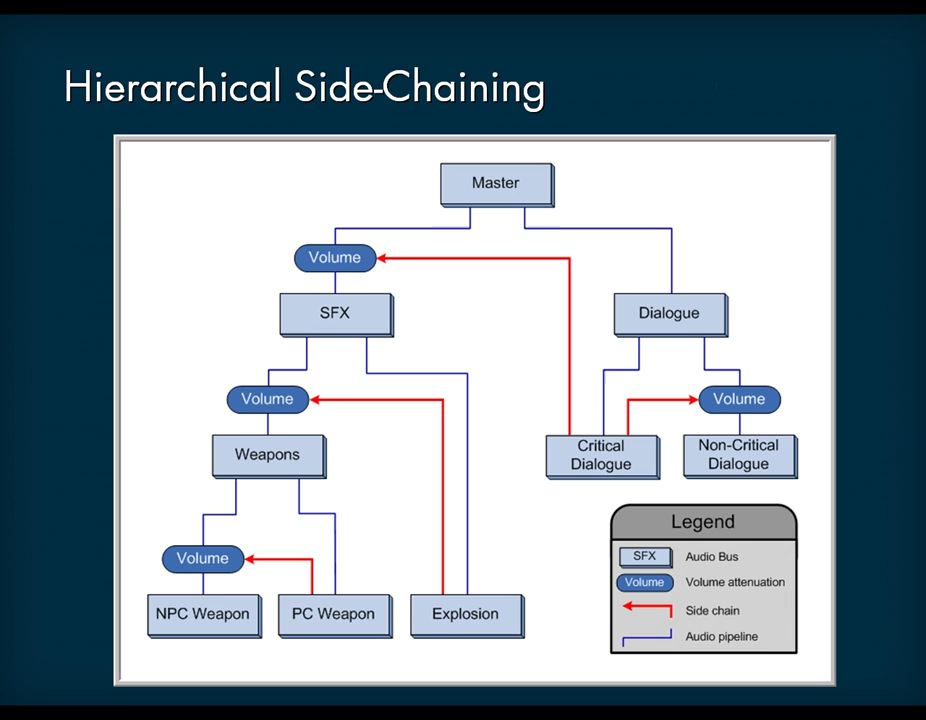 Hierarchical Side-Chaining
Master
Volume
SFX
Dialogue
Volume
Volume
Weapons
Critical
Dialogue
Non-Critical
Dialogue
Volume
NPC Weapon
PC Weapon
Explosion
Legend
SFX
Audio Bus
Volume
Volume attenuation
Side chain
Audio pipeline